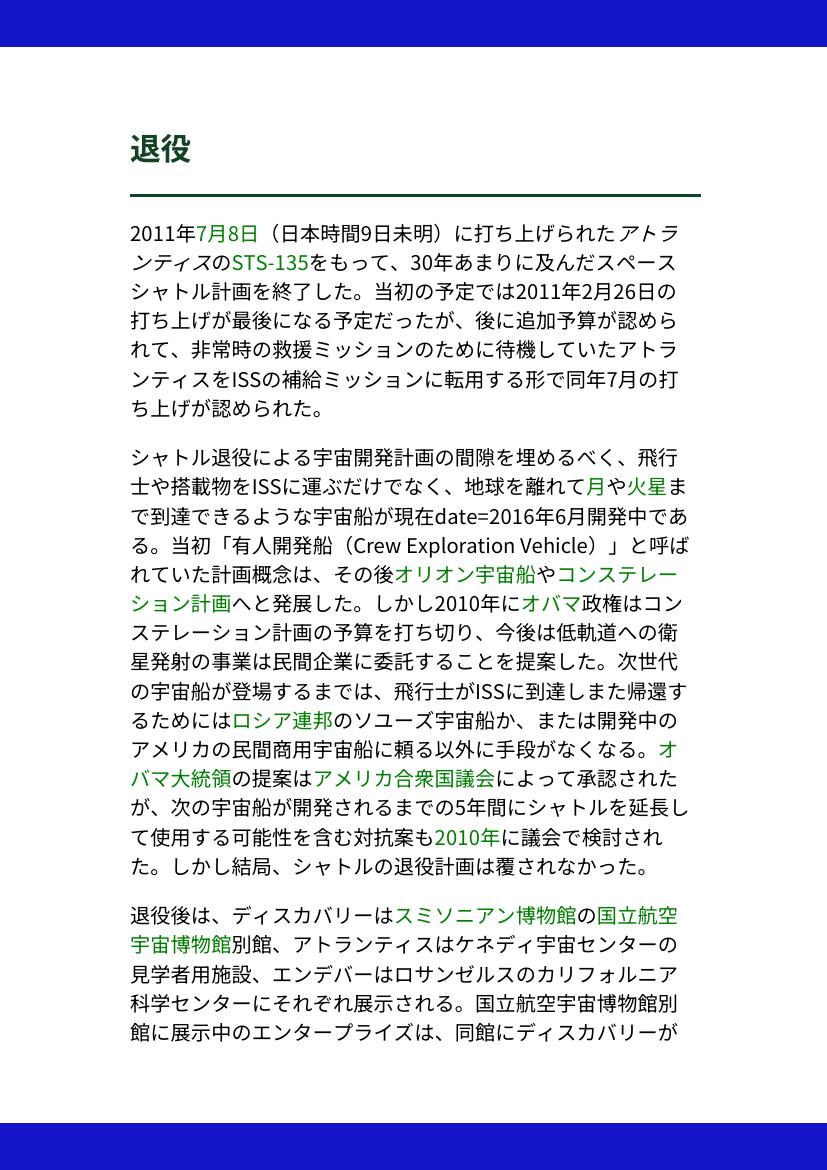 退役
2011年7月8日（日本時間9日未明）に打ち上げられたアトラ
ンティスのSTS-135をもって、30年あまりに及んだスペース
シャトル計画を終了した。当初の予定では2011年2月26日の
打ち上げが最後になる予定だったが、後に追加予算が認めら
れて、非常時の救援ミッションのために待機していたアトラ
ンティスをISSの補給ミッションに転用する形で同年7月の打
ち上げが認められた。
シャトル退役による宇宙開発計画の間隙を埋めるべく、飛行
士や搭載物をISSに運ぶだけでなく、地球を離れて月や火星ま
で到達できるような宇宙船が現在date=2016年6月開発中であ
る。当初「有人開発船（Crew Exploration Vehicle）」と呼ば
れていた計画概念は、その後オリオン宇宙船やコンステレー
ション計画へと発展した。しかし2010年にオバマ政権はコン
ステレーション計画の予算を打ち切り、今後は低軌道への衛
星発射の事業は民間企業に委託することを提案した。次世代
の宇宙船が登場するまでは、飛行士がISSに到達しまた帰還す
るためにはロシア連邦のソユーズ宇宙船か、または開発中の
アメリカの民間商用宇宙船に頼る以外に手段がなくなる。オ
バマ大統領の提案はアメリカ合衆国議会によって承認された
が、次の宇宙船が開発されるまでの5年間にシャトルを延長し
て使用する可能性を含む対抗案も2010年に議会で検討され
た。しかし結局、シャトルの退役計画は覆されなかった。
退役後は、ディスカバリーはスミソニアン博物館の国立航空
宇宙博物館別館、アトランティスはケネディ宇宙センターの
見学者用施設、エンデバーはロサンゼルスのカリフォルニア
科学センターにそれぞれ展示される。国立航空宇宙博物館別
館に展示中のエンタープライズは、同館にディスカバリーが